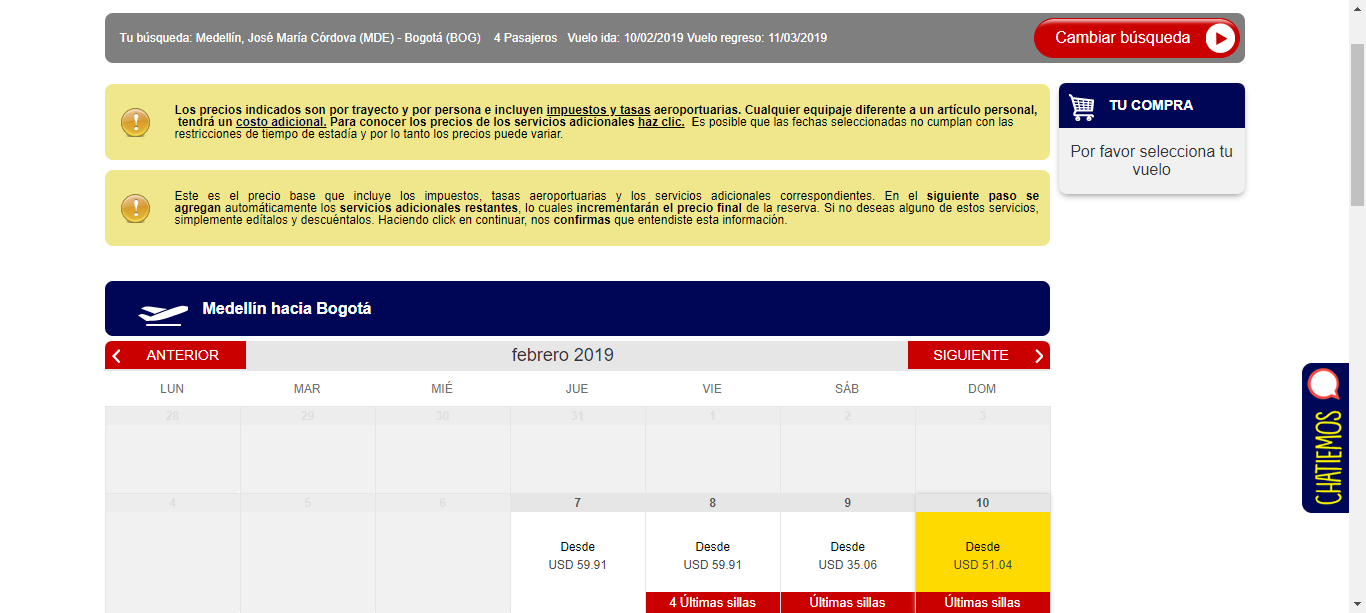 Tu búsqueda: Medellín, José María Córdova (MDE) - Bogotá (BOG) 4 Pasajeros Vuelo ida: 10/02/2019 Vuelo regreso: 11/03/2019
Cambiar búsqueda
Los precios indicados son por trayecto y por persona e incluyen impuestos y tasas aeroportuarias. Cualquier equipaje diferente a un artículo personal,
tendrá un costo adicional. Para conocer los precios de los servicios adicionales haz clic. Es posible que las fechas seleccionadas no cumplan con las
restricciones de tiempo de estadía y por lo tanto los precios puede variar.
TU COMPRA
Por favor selecciona tu
vuelo
Este es el precio base que incluye los impuestos, tasas aeroportuarias y los servicios adicionales correspondientes. En el siguiente paso se
agregan automáticamente los servicios adicionales restantes, lo cuales incrementarán el precio final de la reserva. Si no deseas alguno de estos servicios,
simplemente edítalos y descuéntalos. Haciendo click en continuar, nos confirmas que entendiste esta información.
Medellín hacia Bogotá
ANTERIOR febrero 2019 SIGUIENTE
LUN MAR MIÉ JUE VIE SÁB DOM
28 29 30 31 1 2 3
4 5 6 7 8 9 10
Desde Desde Desde Desde
USD 59.91 USD 59.91 USD 35.06 USD 51.04
4 Últimas sillas Últimas sillas Últimas sillas
CHATIEMOS